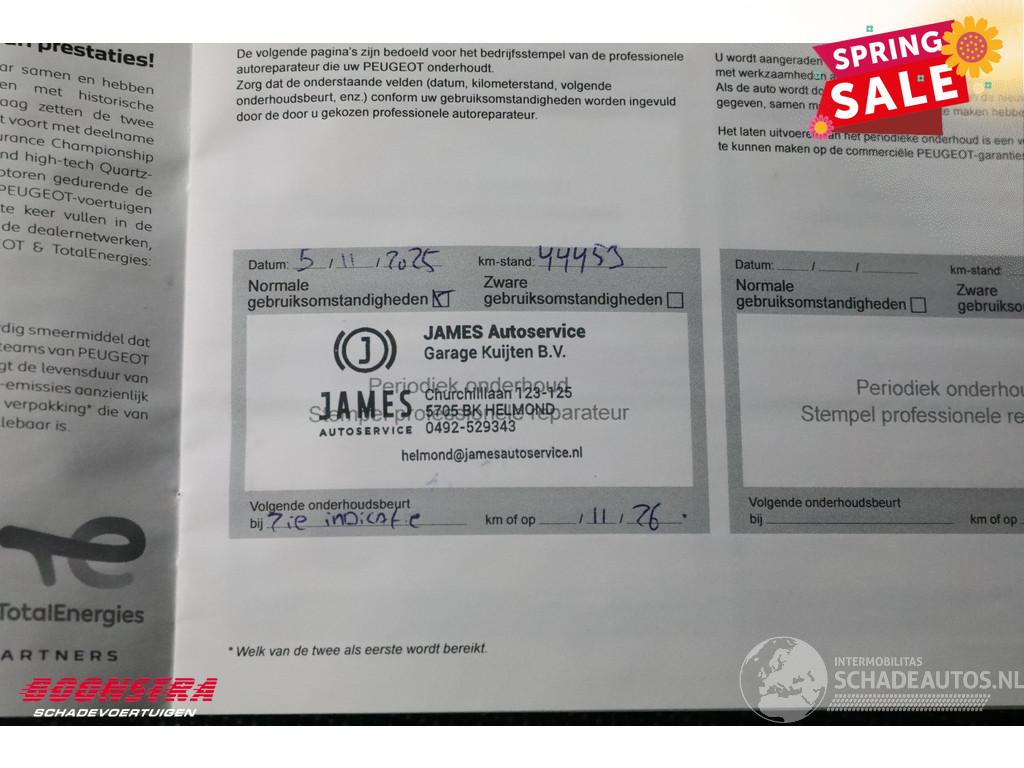 SPRING
SALE
en prestaties!
ar samen en hebben
en met historische
aag zetten de twee
t voort met deelname
urance Championship
nd high-tech Quartz-
otoren gedurende de
PEUGEOT-voertuigen
te keer vullen in de
de dealernetwerken,
OT & TotalEnergies:
dig smeermiddel dat
teams van PEUGEOT
gt de levensduur van
-emissies aanzienlijk
verpakking* die van
lebaar is.
TotalEnergies
ARTNERS
De volgende pagina's zijn bedoeld voor het bedrijfsstempel van de professionele
autoreparateur die uw PEUGEOT onderhoudt.
Zorg dat de onderstaande velden (datum, kilometerstand, volgende
onderhoudsbeurt, enz.) conform uw gebruiksomstandigheden worden ingevuld
door de door u gekozen professionele autoreparateur.
Datum: 5 / 11 / 2025 km-stand: 44453
Normale
gebruiksomstandigheden
Zware
gebruiksomstandigheden
JAMES Autoservice
Garage Kuijten B.V.
Periodiek onderhoud
Churchilllaan 123-125
Stempel professionele reparateur
5705 BK HELMOND
0492-529343
J
JAMES
AUTOSERVICE
helmond@jamesautoservice.nl
Volgende onderhoudsbeurt
bij Zie indicatie km of op / 11 / 26.
* Welk van de twee als eerste wordt bereikt.
U wordt aangeraden
met werkzaamheden
Als de auto wordt
gegeven, samen m
maken hebbe
Het laten uitvoeren van het periodieke onderhoud is een v
te kunnen maken op de commerciële PEUGEOT-garantie
Datum: / / km-stand:
Normale
gebruiksomstandigheden
Zware
gebruikso
Periodiek onderhou
Stempel professionele re
Volgende onderhoudsbeurt
bij km of op
BOONSTRA
SCHADEVOERTUIGEN
INTERMOBILITAS
SCHADEAUTOS.NL